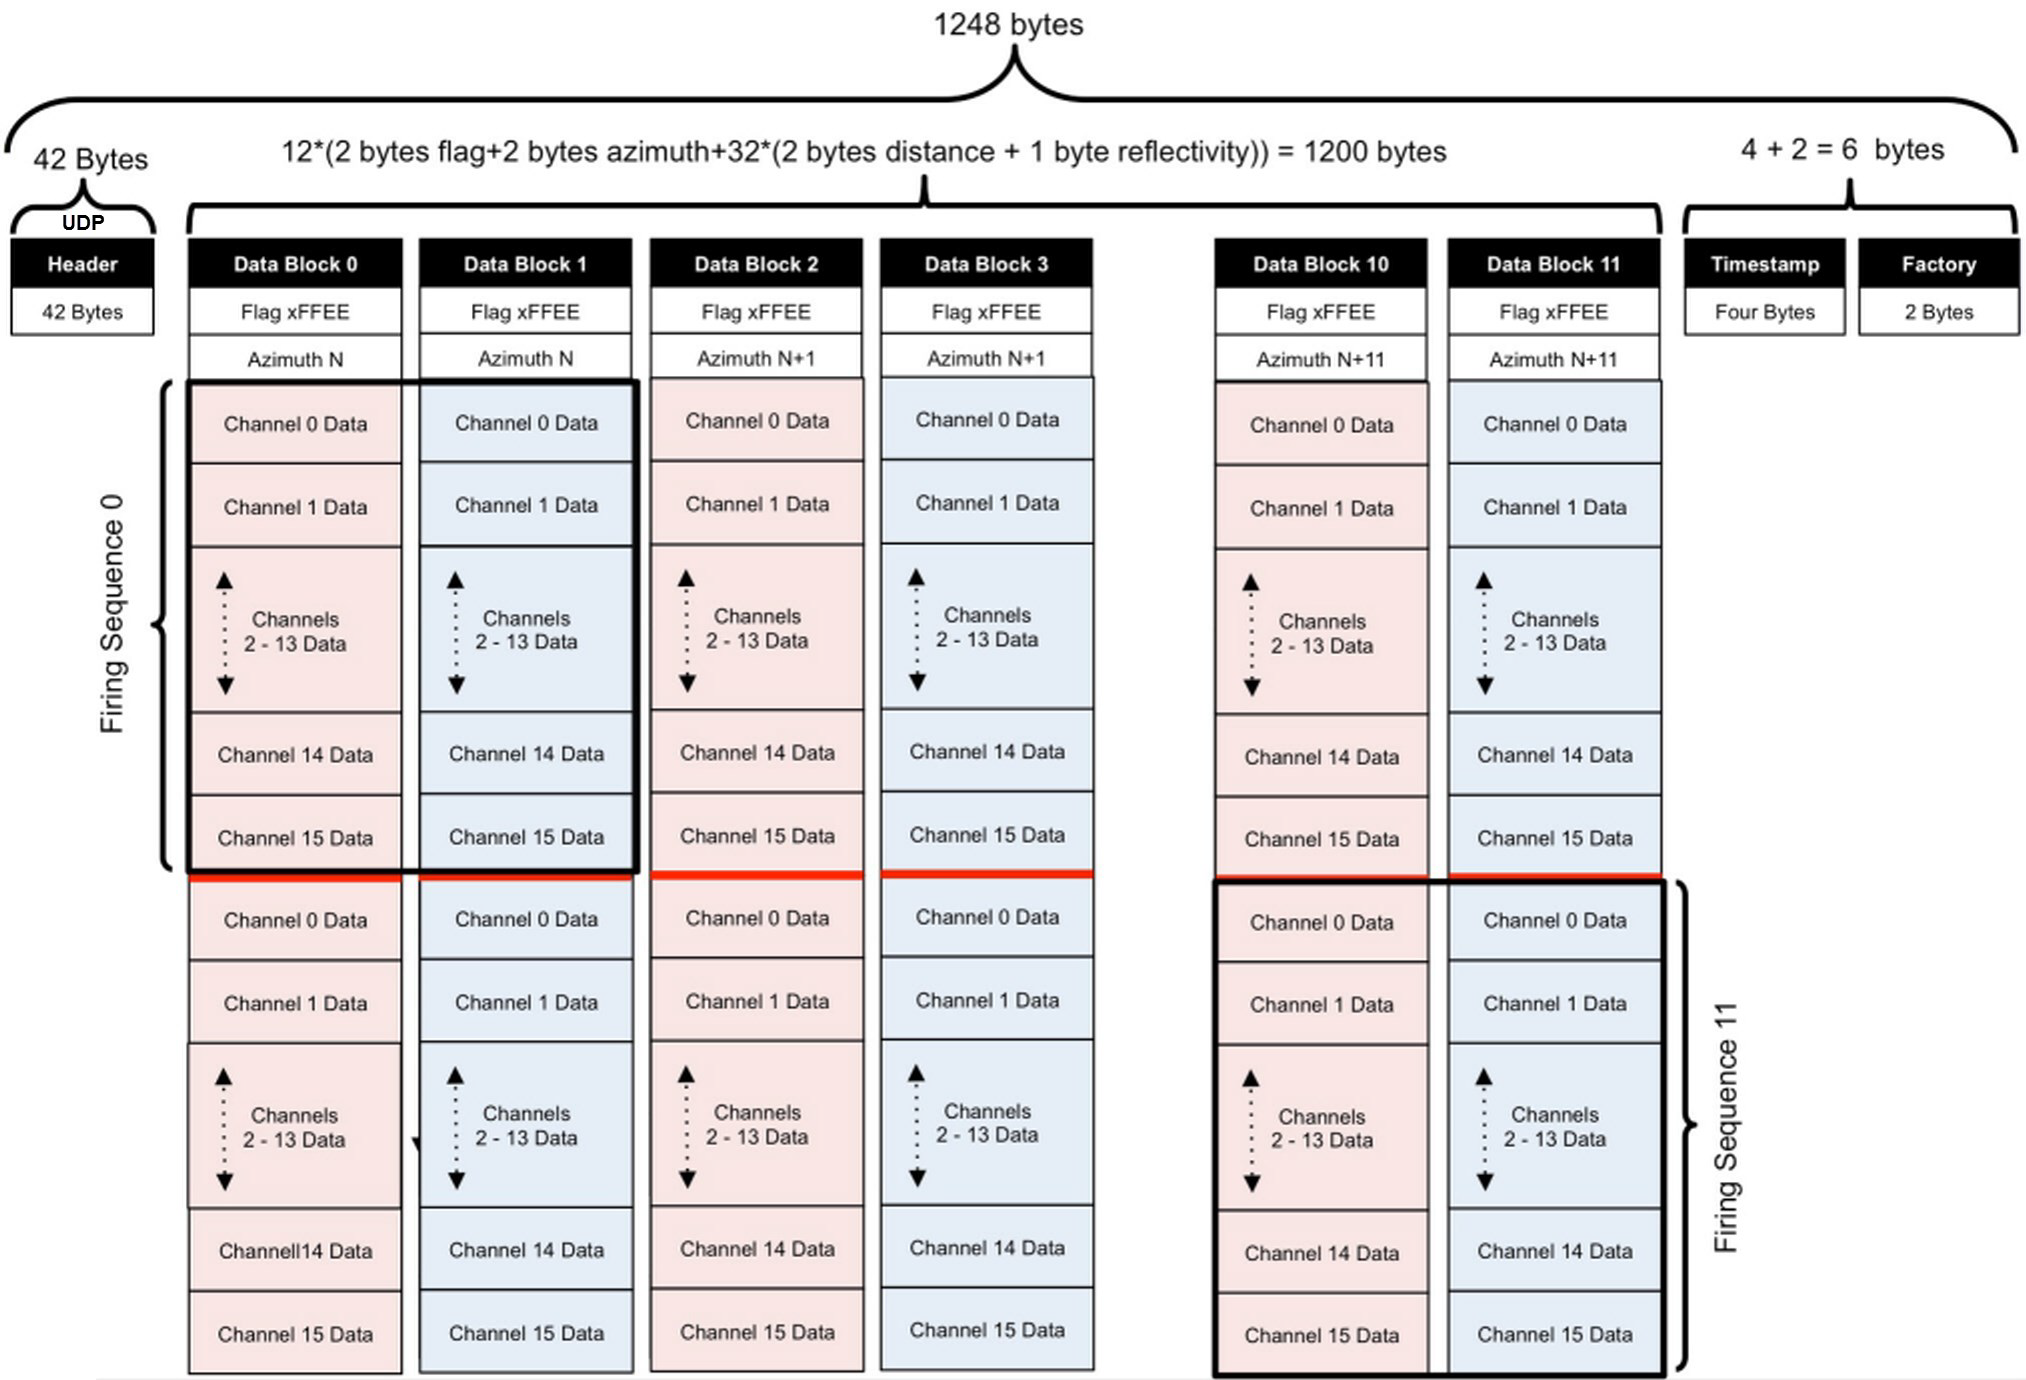 1248 bytes
42 Bytes
12*(2 bytes flag+2 bytes azimuth+32*(2 bytes distance + 1 byte reflectivity)) = 1200 bytes
4 + 2 = 6 bytes
UDP
Header
42 Bytes
Firing Sequence 0
Data Block 0
Flag xFFEE
Azimuth N
Channel 0 Data
Channel 1 Data
Channels
2 - 13 Data
Channel 14 Data
Channel 15 Data
Channel 0 Data
Channel 1 Data
Channels
2 - 13 Data
Channell14 Data
Channel 15 Data
Data Block 1
Flag xFFEE
Azimuth N
Channel 0 Data
Channel 1 Data
Channels
2 - 13 Data
Channel 14 Data
Channel 15 Data
Channel 0 Data
Channel 1 Data
Channels
2 - 13 Data
Channel 14 Data
Channel 15 Data
Data Block 2
Flag xFFEE
Azimuth N+1
Channel 0 Data
Channel 1 Data
Channels
2 - 13 Data
Channel 14 Data
Channel 15 Data
Channel 0 Data
Channel 1 Data
Channels
2 - 13 Data
Channel 14 Data
Channel 15 Data
Data Block 3
Flag xFFEE
Azimuth N+1
Channel 0 Data
Channel 1 Data
Channels
2 - 13 Data
Channel 14 Data
Channel 15 Data
Channel 0 Data
Channel 1 Data
Channels
2 - 13 Data
Channel 14 Data
Channel 15 Data
Data Block 10
Flag xFFEE
Azimuth N+11
Channel 0 Data
Channel 1 Data
Channels
2 - 13 Data
Channel 14 Data
Channel 15 Data
Channel 0 Data
Channel 1 Data
Channels
2 - 13 Data
Channel 14 Data
Channel 15 Data
Data Block 11
Flag xFFEE
Azimuth N+11
Channel 0 Data
Channel 1 Data
Channels
2 - 13 Data
Channel 14 Data
Channel 15 Data
Channel 0 Data
Channel 1 Data
Channels
2 - 13 Data
Channel 14 Data
Channel 15 Data
Firing Sequence 11
Timestamp
Four Bytes
Factory
2 Bytes